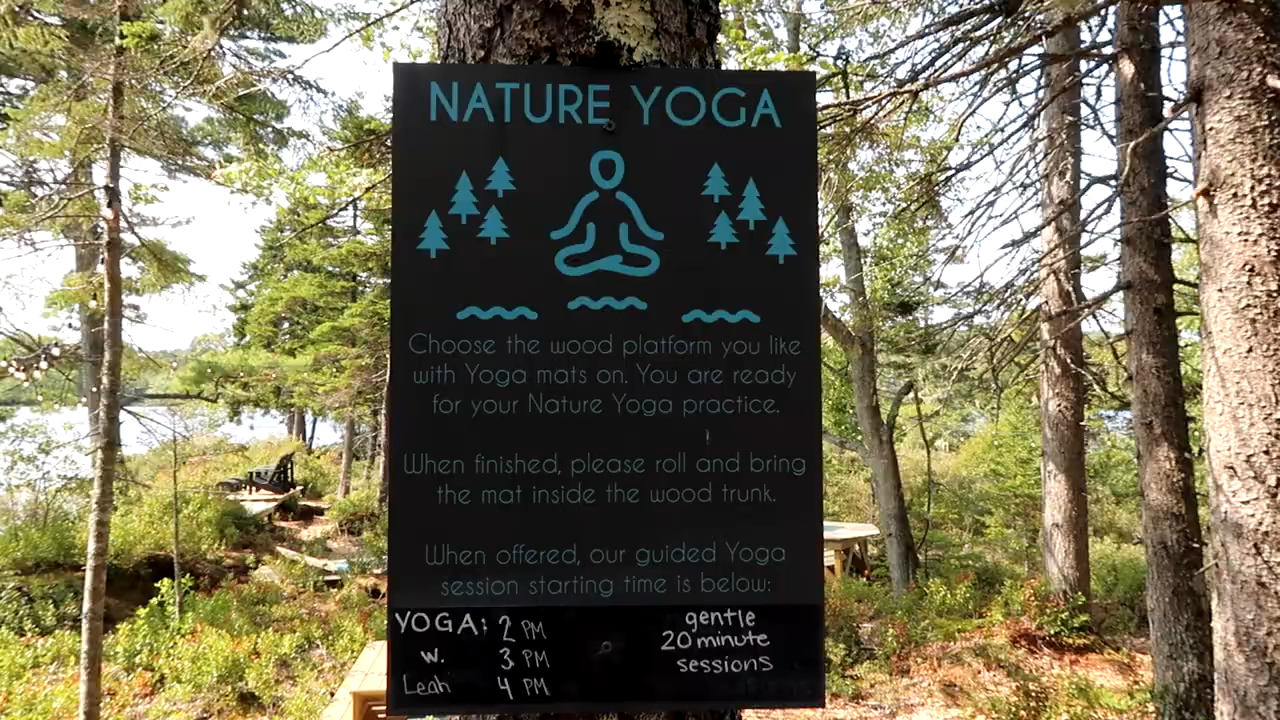 NATURE YOGA
Choose the wood platform you like
with Yoga mats on. You are ready
for your Nature Yoga practice.
When finished, please roll and bring
the mat inside the wood trunk.
When offered, our guided Yoga
session starting time is below:
YOGA: 2 PM gentle
20 minute
w. 3 PM sessions
Leah 4 PM